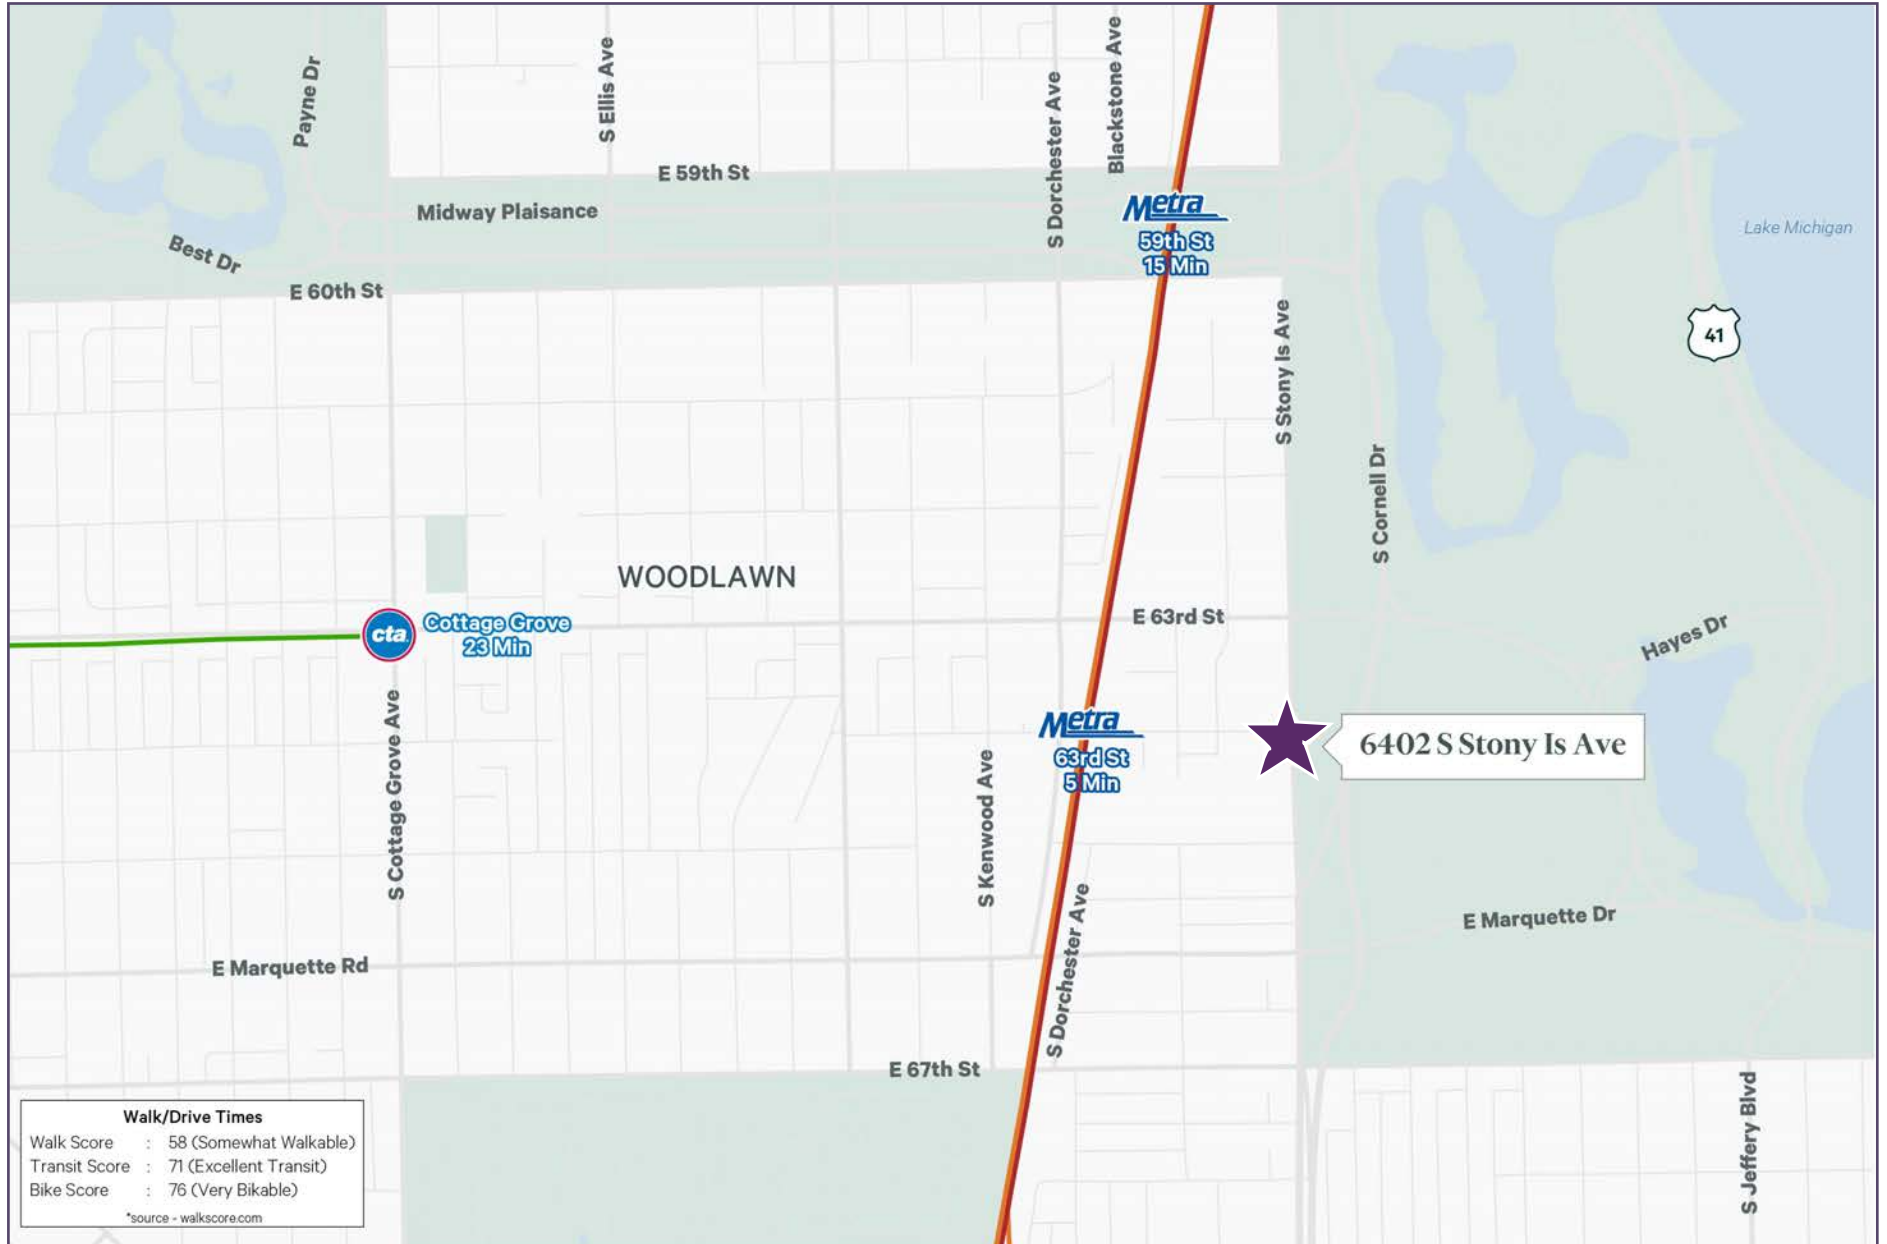 Payne Dr
S Ellis Ave
S Dorchester Ave
Blackstone Ave
E 59th St
Midway Plaisance
Metra
59th St
15 Min
Lake Michigan
Best Dr
E 60th St
S Stony Is Ave
41
S Cornell Dr
WOODLAWN
cta
Cottage Grove
23 Min
E 63rd St
Hayes Dr
S Cottage Grove Ave
Metra
63rd St
5 Min
6402 S Stony Is Ave
S Kenwood Ave
S Dorchester Ave
E Marquette Dr
E Marquette Rd
E 67th St
S Jeffery Blvd
Walk/Drive Times
Walk Score : 58 (Somewhat Walkable)
Transit Score : 71 (Excellent Transit)
Bike Score : 76 (Very Bikable)
*source - walkscore.com